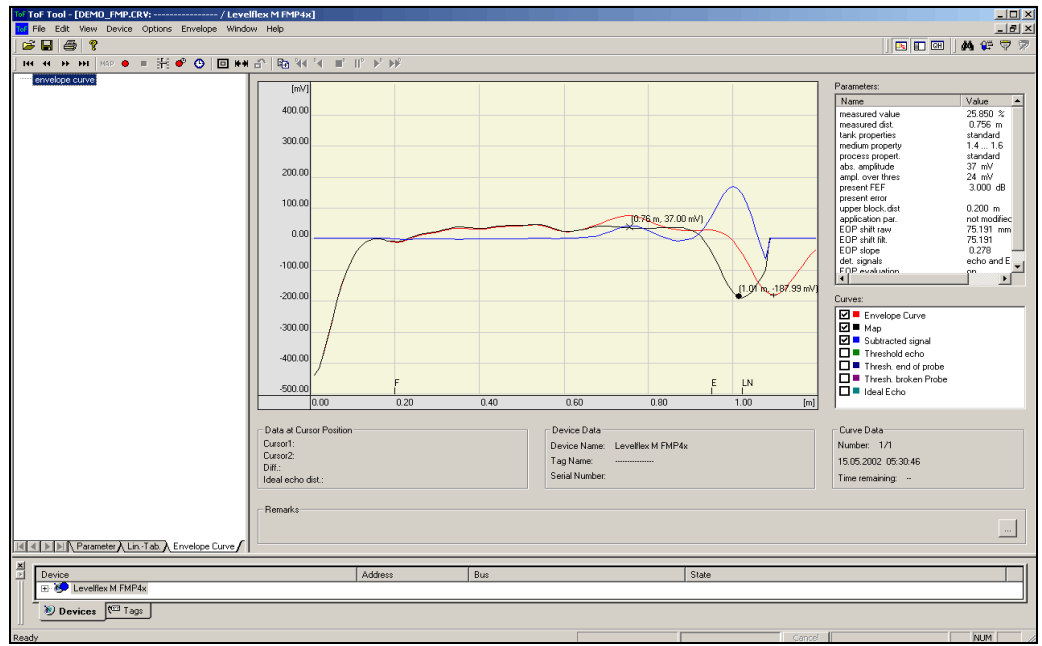 ToF Tool - [DEMO_FMP.CRV: ---------------- / Levelflex M FMP4x]
File Edit View Device Options Envelope Window Help
MAP
envelope curve
[mV]
400.00
300.00
200.00
100.00
0.00
-100.00
-200.00
-300.00
-400.00
-500.00
(0.76 m, 37.00 mV)
(1.01 m, -187.99 mV)
F E LN
0.00 0.20 0.40 0.60 0.80 1.00 [m]
Parameters:
Name Value
measured value 25.850 %
measured dist. 0.756 m
tank properties standard
medium property 1.4 ... 1.6
process propert. standard
abs. amplitude 37 mV
ampl. over thres 24 mV
present FEF 3.000 dB
present error
upper block.dist 0.200 m
application par. not modified
EOP shift raw 75.191 mm
EOP shift filt. 75.191
EOP slope 0.278
det. signals echo and E
EOP evaluation on
Curves:
Envelope Curve
Map
Subtracted signal
Threshold echo
Thresh. end of probe
Thresh. broken Probe
Ideal Echo
Data at Cursor Position
Cursor1:
Cursor2:
Diff.:
Ideal echo dist.:
Device Data
Device Name: Levelflex M FMP4x
Tag Name: ---------------
Serial Number:
Curve Data
Number: 1/1
15.05.2002 05:30:46
Time remaining: --
Remarks
...
Parameter Lin.-Tab. Envelope Curve
Device Address Bus State
Levelflex M FMP4x
Devices Tags
Ready Cancel NUM